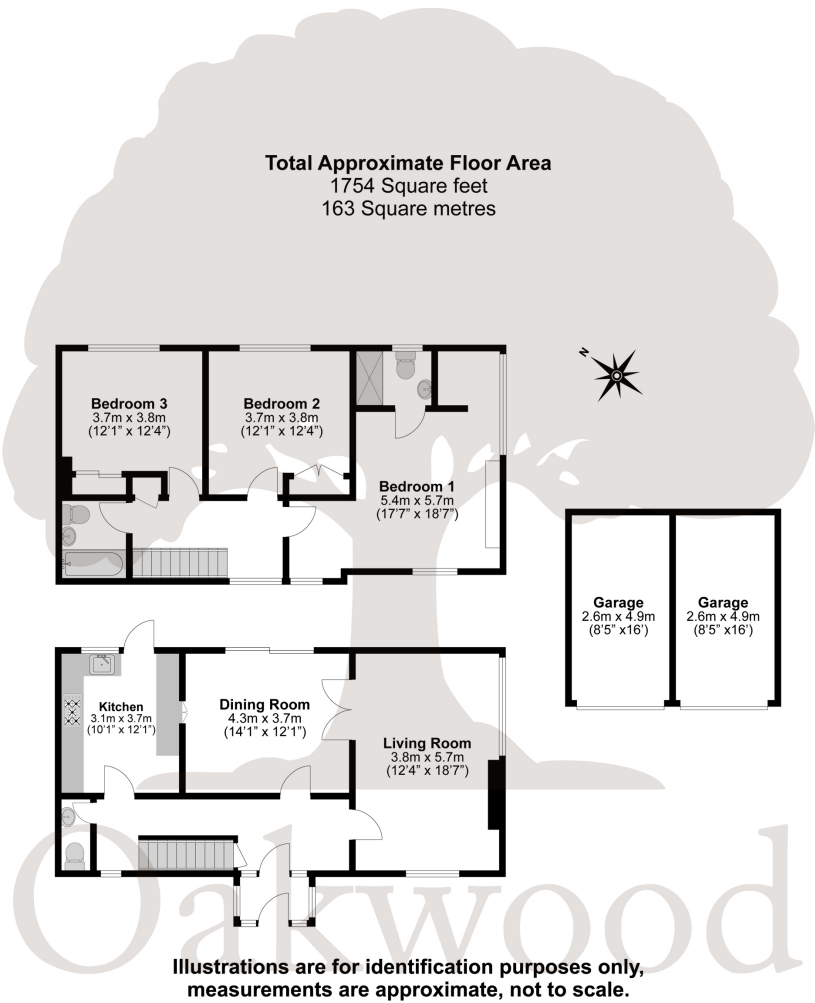 Total Approximate Floor Area
1754 Square feet
163 Square metres
N
Bedroom 3
3.7m x 3.8m
(12'1" x 12'4")
Bedroom 2
3.7m x 3.8m
(12'1" x 12'4")
Bedroom 1
5.4m x 5.7m
(17'7" x 18'7")
Garage
2.6m x 4.9m
(8'5" x16')
Garage
2.6m x 4.9m
(8'5" x16')
Kitchen
3.1m x 3.7m
(10'1" x 12'1")
Dining Room
4.3m x 3.7m
(14'1" x 12'1")
Living Room
3.8m x 5.7m
(12'4" x 18'7")
Oakwood
Illustrations are for identification purposes only,
measurements are approximate, not to scale.